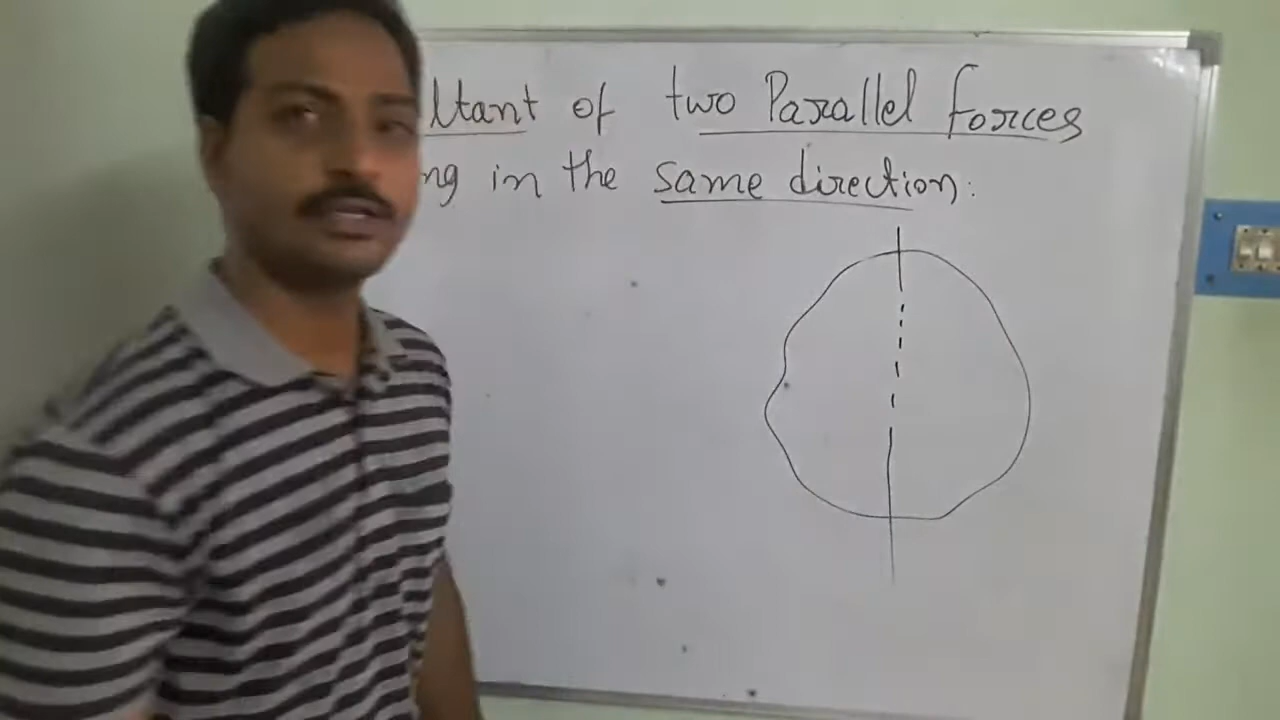 ltant of two Parallel forces
ng in the same direction: